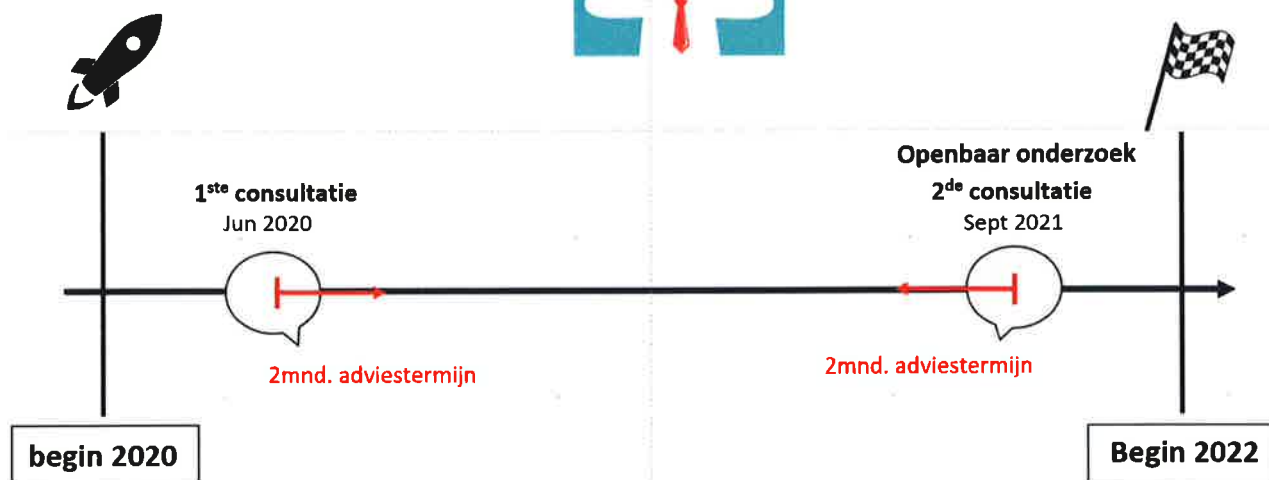 1ste consultatie
Jun 2020
2mnd. adviestermijn
begin 2020
Openbaar onderzoek
2de consultatie
Sept 2021
2mnd. adviestermijn
Begin 2022